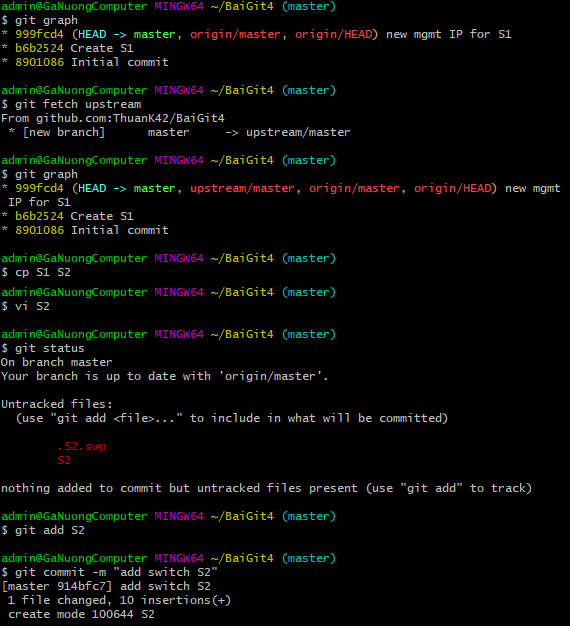 admin@GaNuongComputer MINGW64 ~/BaiGit4 (master)
$ git graph
* 999fcd4 (HEAD -> master, origin/master, origin/HEAD) new mgmt IP for S1
* b6b2524 Create S1
* 8901086 Initial commit
admin@GaNuongComputer MINGW64 ~/BaiGit4 (master)
$ git fetch upstream
From github.com:ThuanK42/BaiGit4
 * [new branch]      master     -> upstream/master
admin@GaNuongComputer MINGW64 ~/BaiGit4 (master)
$ git graph
* 999fcd4 (HEAD -> master, upstream/master, origin/master, origin/HEAD) new mgmt
 IP for S1
* b6b2524 Create S1
* 8901086 Initial commit
admin@GaNuongComputer MINGW64 ~/BaiGit4 (master)
$ cp S1 S2
admin@GaNuongComputer MINGW64 ~/BaiGit4 (master)
$ vi S2
admin@GaNuongComputer MINGW64 ~/BaiGit4 (master)
$ git status
On branch master
Your branch is up to date with 'origin/master'.
Untracked files:
  (use "git add <file>..." to include in what will be committed)
        .S2.swp
        S2
nothing added to commit but untracked files present (use "git add" to track)
admin@GaNuongComputer MINGW64 ~/BaiGit4 (master)
$ git add S2
admin@GaNuongComputer MINGW64 ~/BaiGit4 (master)
$ git commit -m "add switch S2"
[master 914bfc7] add switch S2
 1 file changed, 10 insertions(+)
 create mode 100644 S2